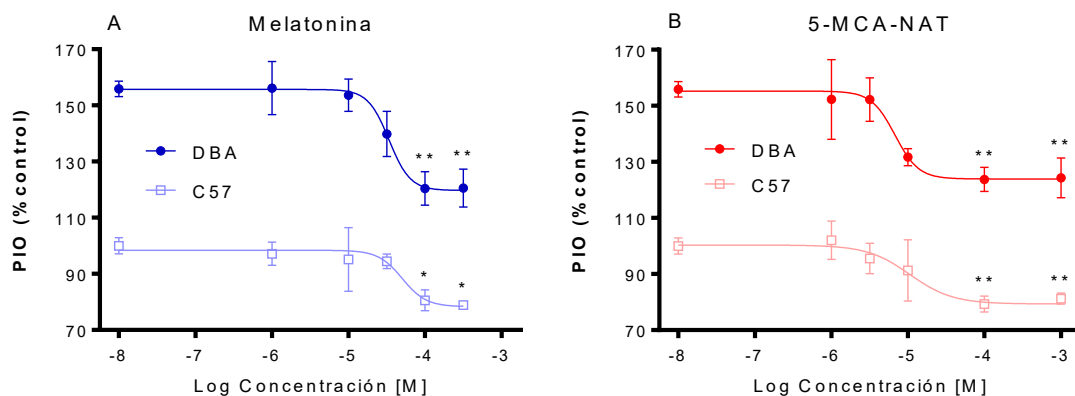 A
Melatonina
170
150
130
110
90
70
PIO (% control)
DBA
C57
** **
* *
-8 -7 -6 -5 -4 -3
Log Concentración [M]
B
5-MCA-NAT
170
150
130
110
90
70
PIO (% control)
DBA
C57
** **
** **
-8 -7 -6 -5 -4 -3
Log Concentración [M]